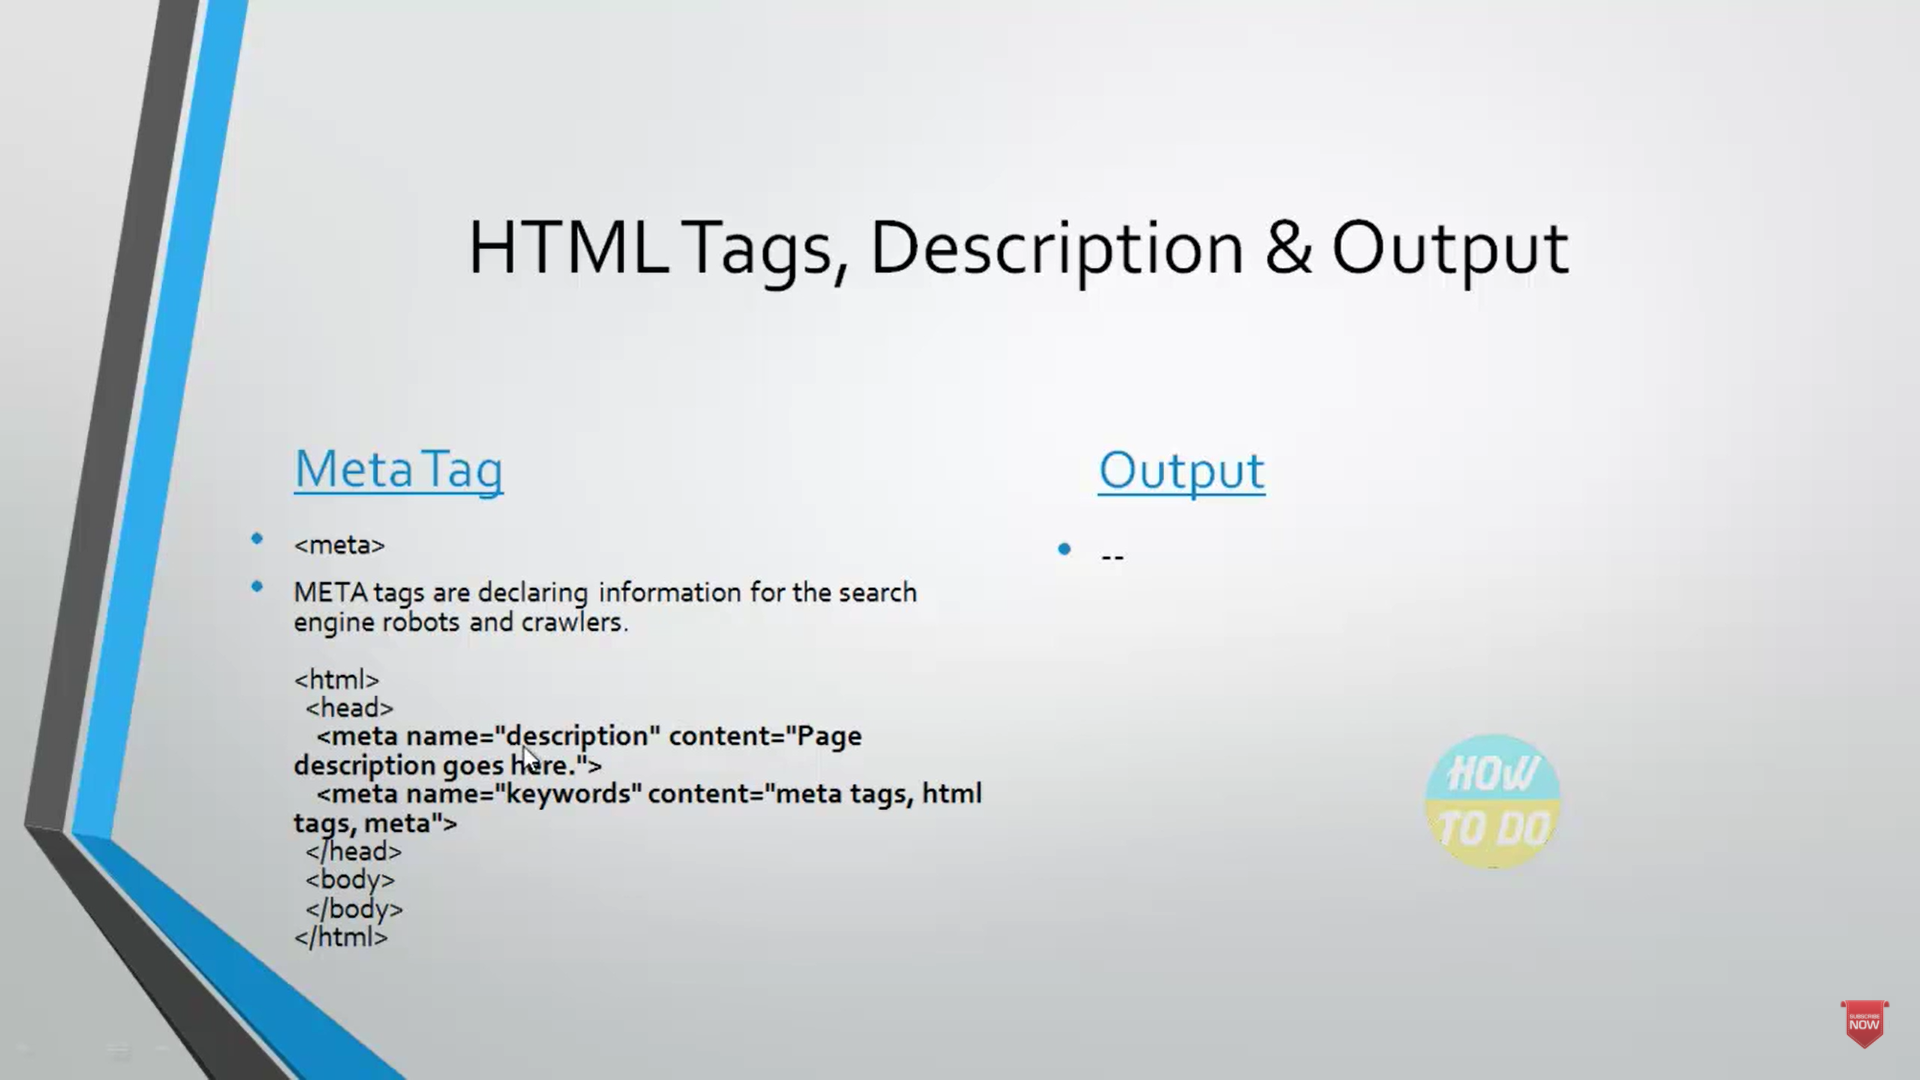 HTML Tags, Description & Output
Meta Tag
<meta>
META tags are declaring information for the search
engine robots and crawlers.
<html>
<head>
<meta name="description" content="Page
description goes here.">
<meta name="keywords" content="meta tags, html
tags, meta">
</head>
<body>
</body>
</html>
Output
--
HOW
TO DO
SUBSCRIBE
NOW